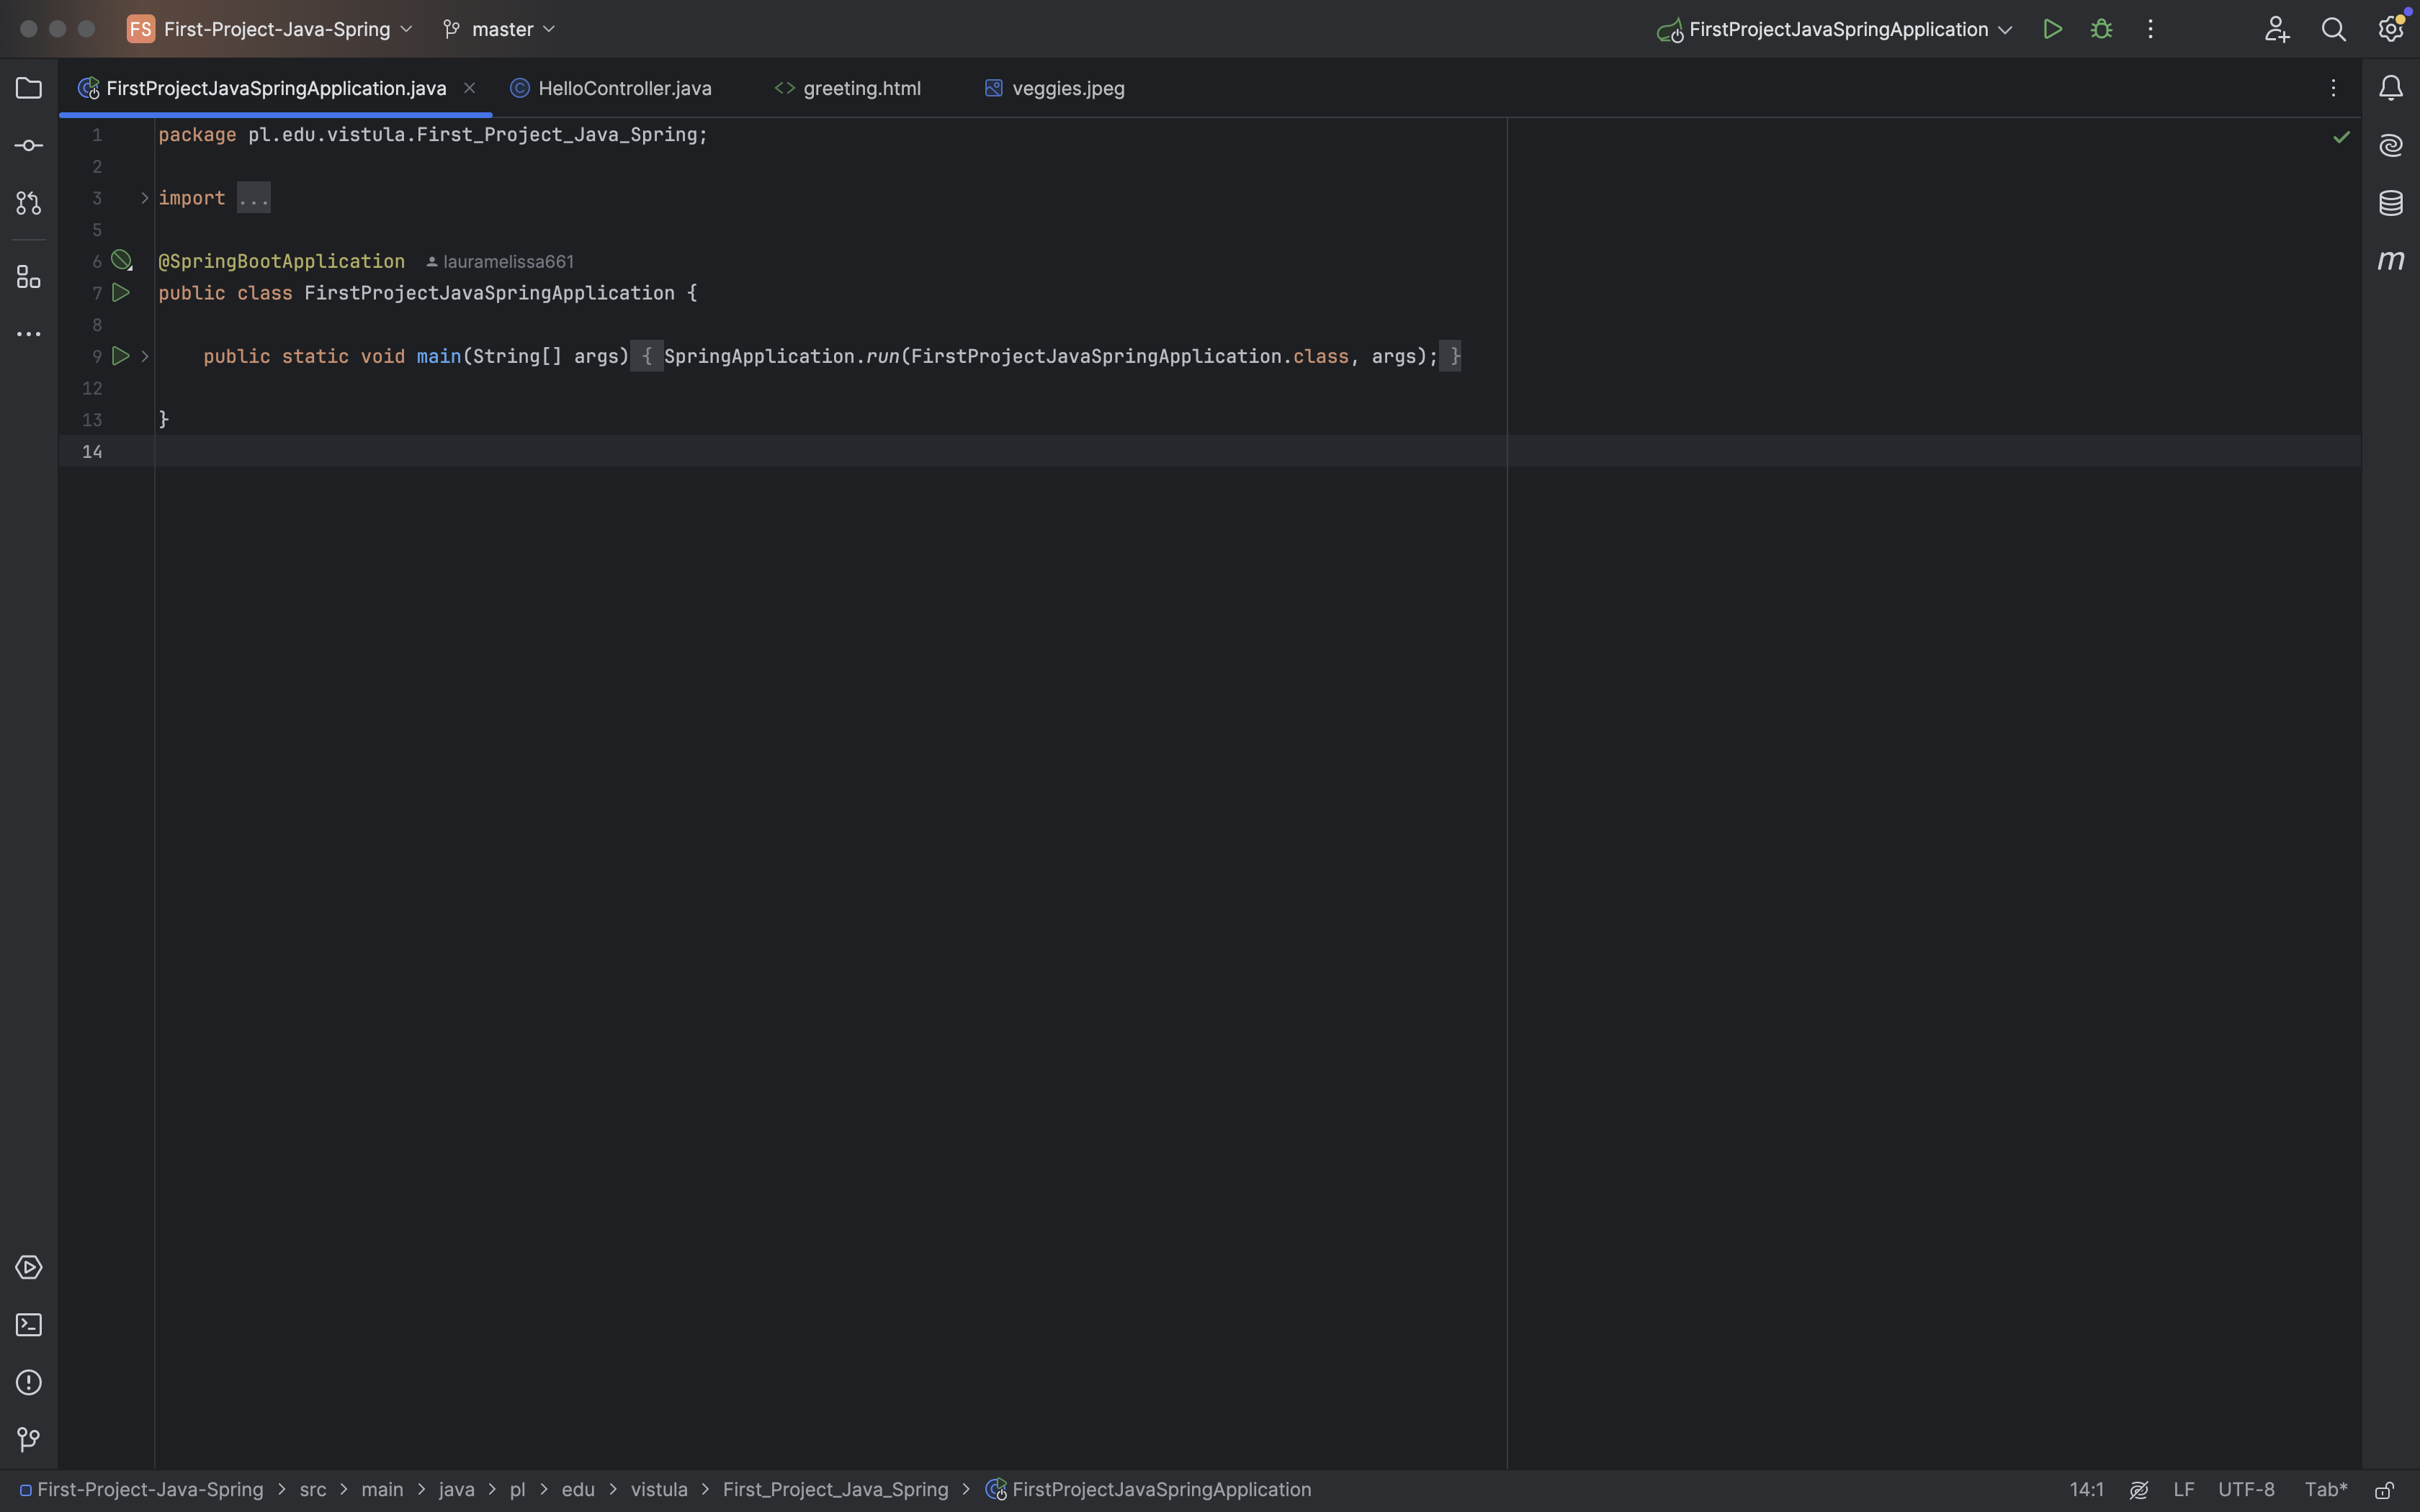 FS First-Project-Java-Spring master FirstProjectJavaSpringApplication
FirstProjectJavaSpringApplication.java HelloController.java greeting.html veggies.jpeg
1 package pl.edu.vistula.First_Project_Java_Spring;
2
3 import ...
5
6 @SpringBootApplication lauramelissa661
7 public class FirstProjectJavaSpringApplication {
8
9 public static void main(String[] args) { SpringApplication.run(FirstProjectJavaSpringApplication.class, args); }
12
13 }
14
First-Project-Java-Spring > src > main > java > pl > edu > vistula > First_Project_Java_Spring > FirstProjectJavaSpringApplication 14:1 LF UTF-8 Tab*